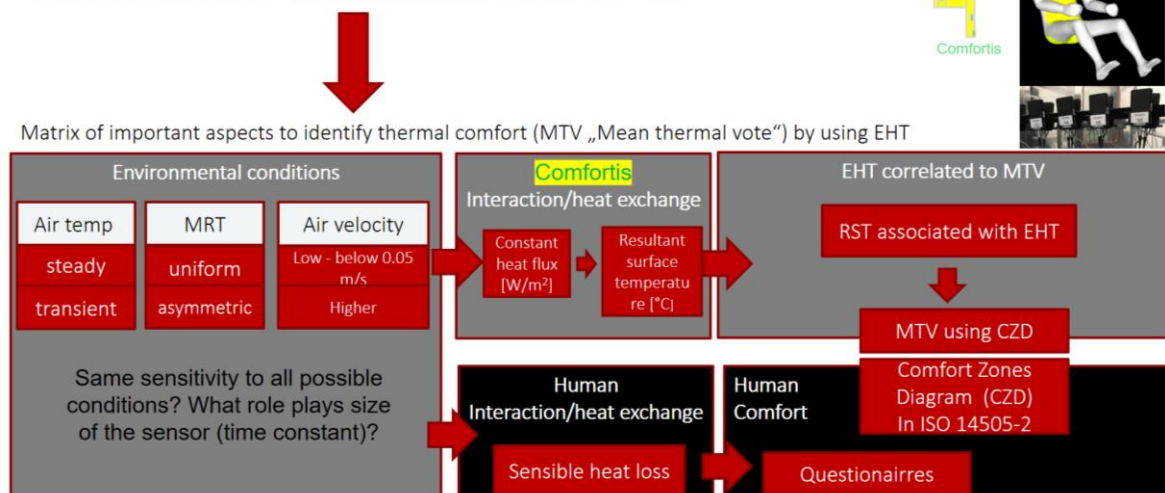 Comfortis
Matrix of important aspects to identify thermal comfort (MTV „Mean thermal vote“) by using EHT
Environmental conditions
Air temp
MRT
Air velocity
steady
uniform
Low - below 0.05
m/s
transient
asymmetric
Higher
Same sensitivity to all possible
conditions? What role plays size
of the sensor (time constant)?
Comfortis
Interaction/heat exchange
Constant
heat flux
[W/m²]
Resultant
surface
temperatu
re [°C]
EHT correlated to MTV
RST associated with EHT
MTV using CZD
Comfort Zones
Diagram (CZD)
In ISO 14505-2
Human
Interaction/heat exchange
Sensible heat loss
Human
Comfort
Questionairres